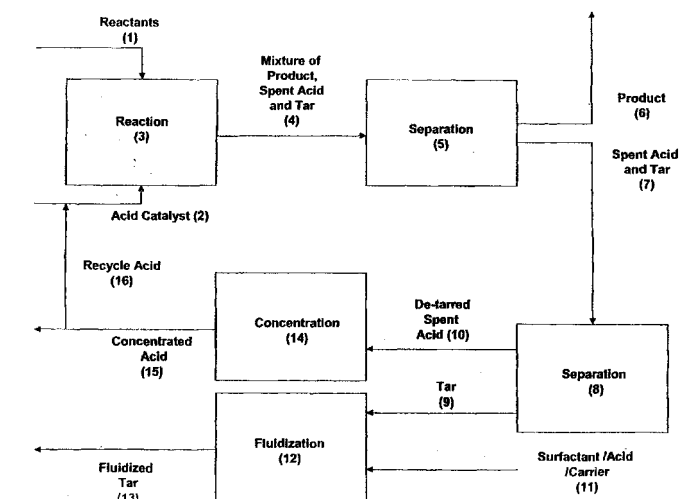 Reactants
(1)
Mixture of
Product,
Spent Acid
and Tar
(4)
Product
(6)
Reaction
(3)
Separation
(5)
Spent Acid
and Tar
(7)
Acid Catalyst (2)
Recycle Acid
(16)
De-tarred
Spent
Acid (10)
Concentration
(14)
Concentrated
Acid
(15)
Separation
(8)
Tar
(9)
Fluidization
(12)
Surfactant /Acid
/Carrier
(11)
Fluidized
Tar
(13)